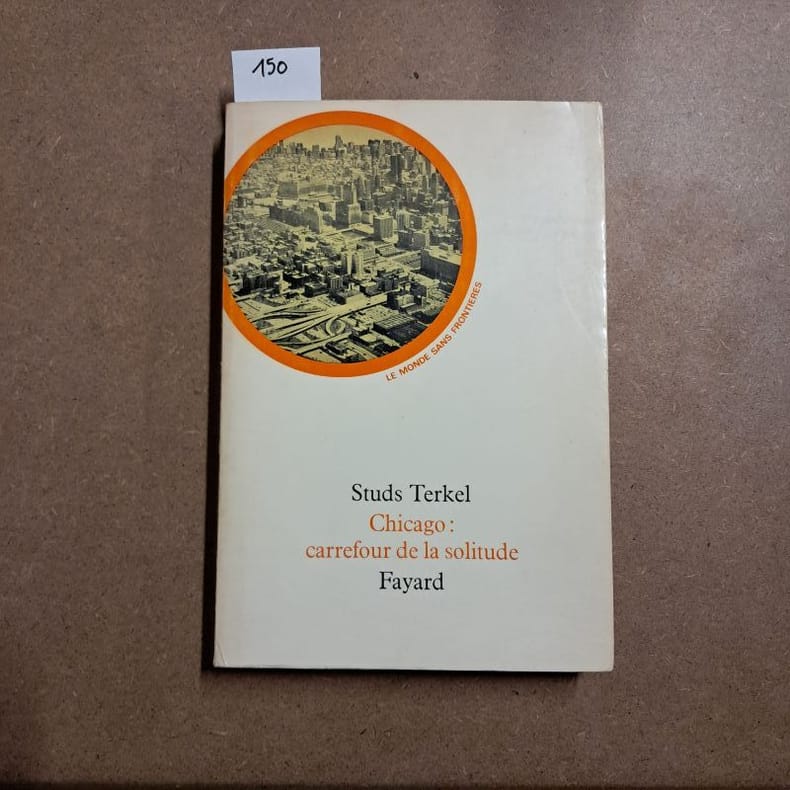 150
LE MONDE SANS FRONTIERES
Studs Terkel
Chicago :
carrefour de la solitude
Fayard